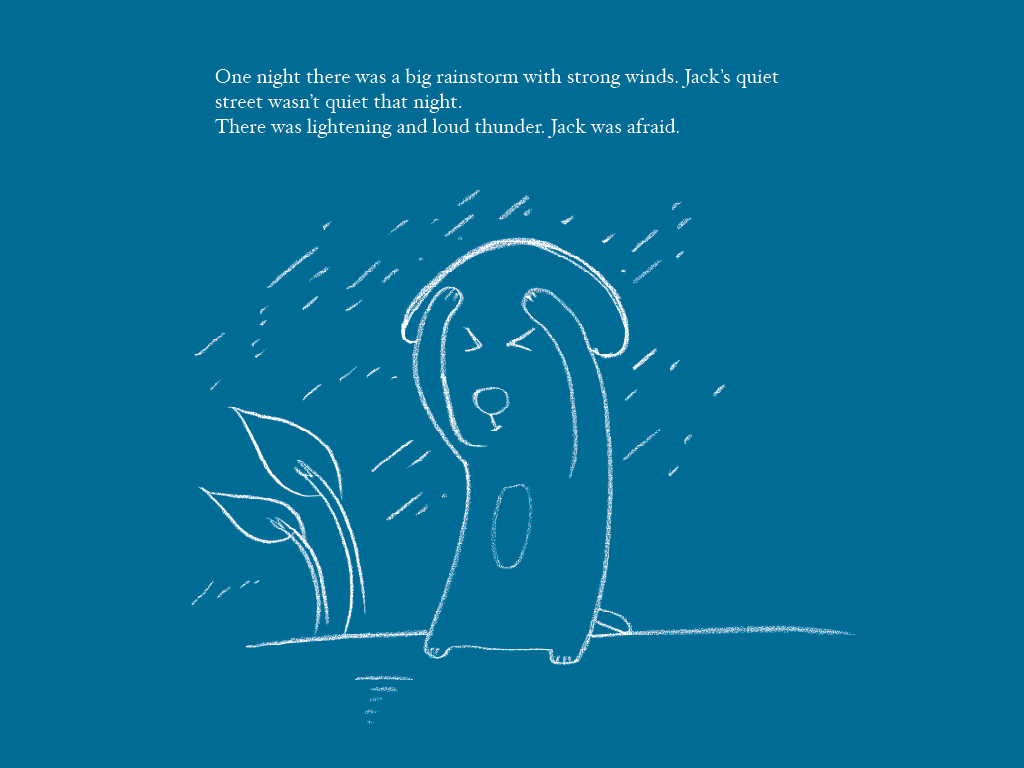 One night there was a big rainstorm with strong winds. Jack’s quiet
street wasn’t quiet that night.
There was lightening and loud thunder. Jack was afraid.